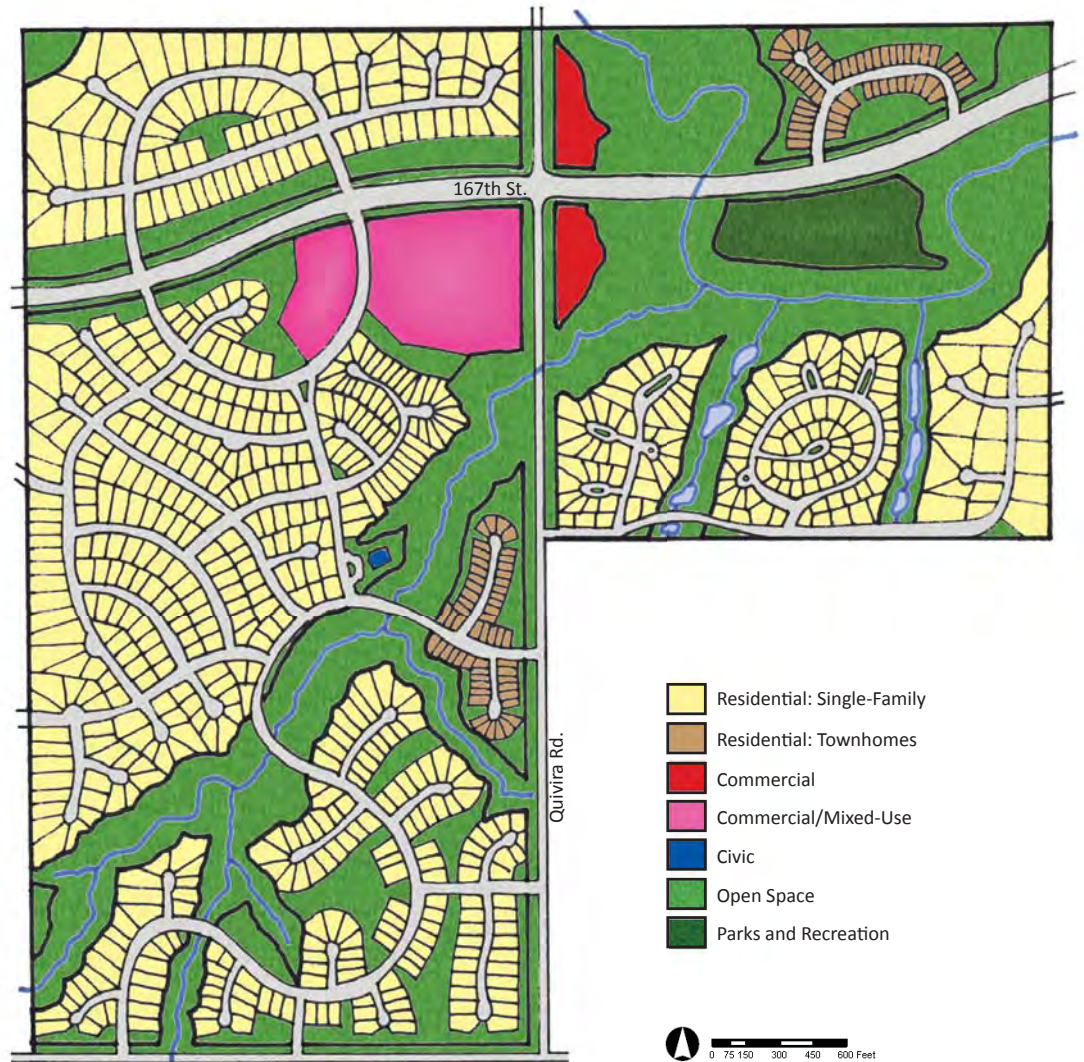 167th St.
Quivira Rd.
Residential: Single-Family
Residential: Townhomes
Commercial
Commercial/Mixed-Use
Civic
Open Space
Parks and Recreation
0 75 150 300 450 600 Feet